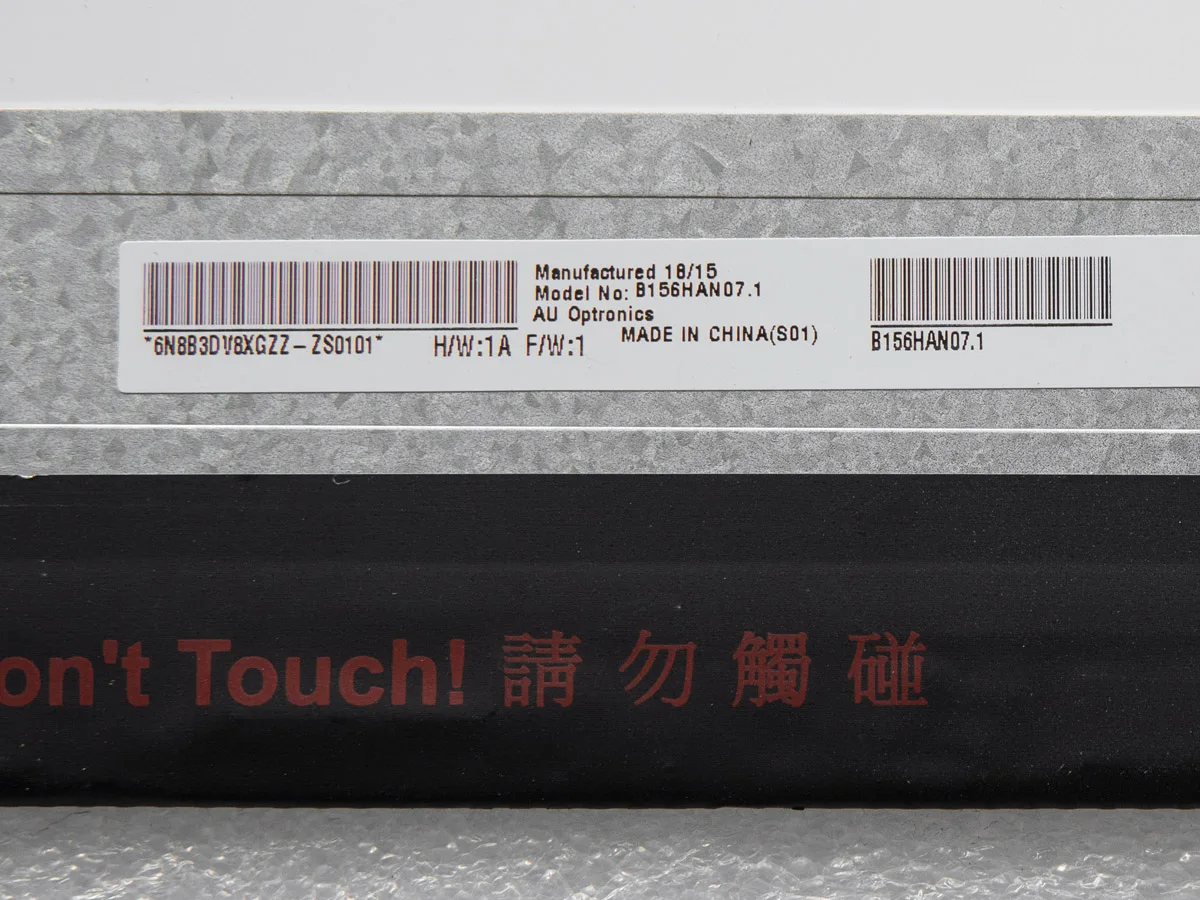 *6N8B3DV8XGZZ-ZS0101*
H/W:1A F/W:1
Manufactured 18/15
Model No: B156HAN07.1
AU Optronics
MADE IN CHINA(S01)
B156HAN07.1
on't Touch! 請勿觸碰